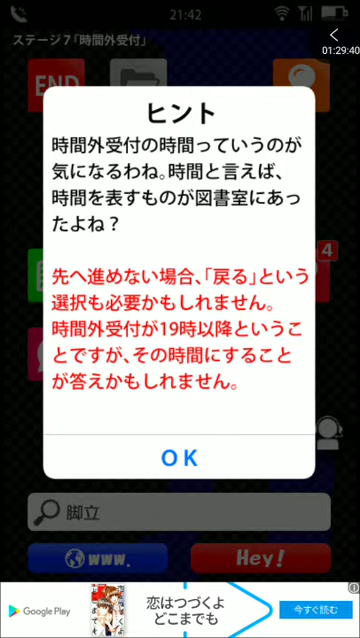 21:42
ステージ7「時間外受付」
01:29:40
END
ヒント
時間外受付の時間っていうのが
気になるわね。時間と言えば、
時間を表すものが図書室にあっ
たよね？
先へ進めない場合、「戻る」という
選択も必要かもしれません。
時間外受付が19時以降というこ
とですが、その時間にすること
が答えかもしれません。
4
OK
脚立
www.
Hey!
Google Play
恋はつづくよ
どこまでも
今すぐ読む